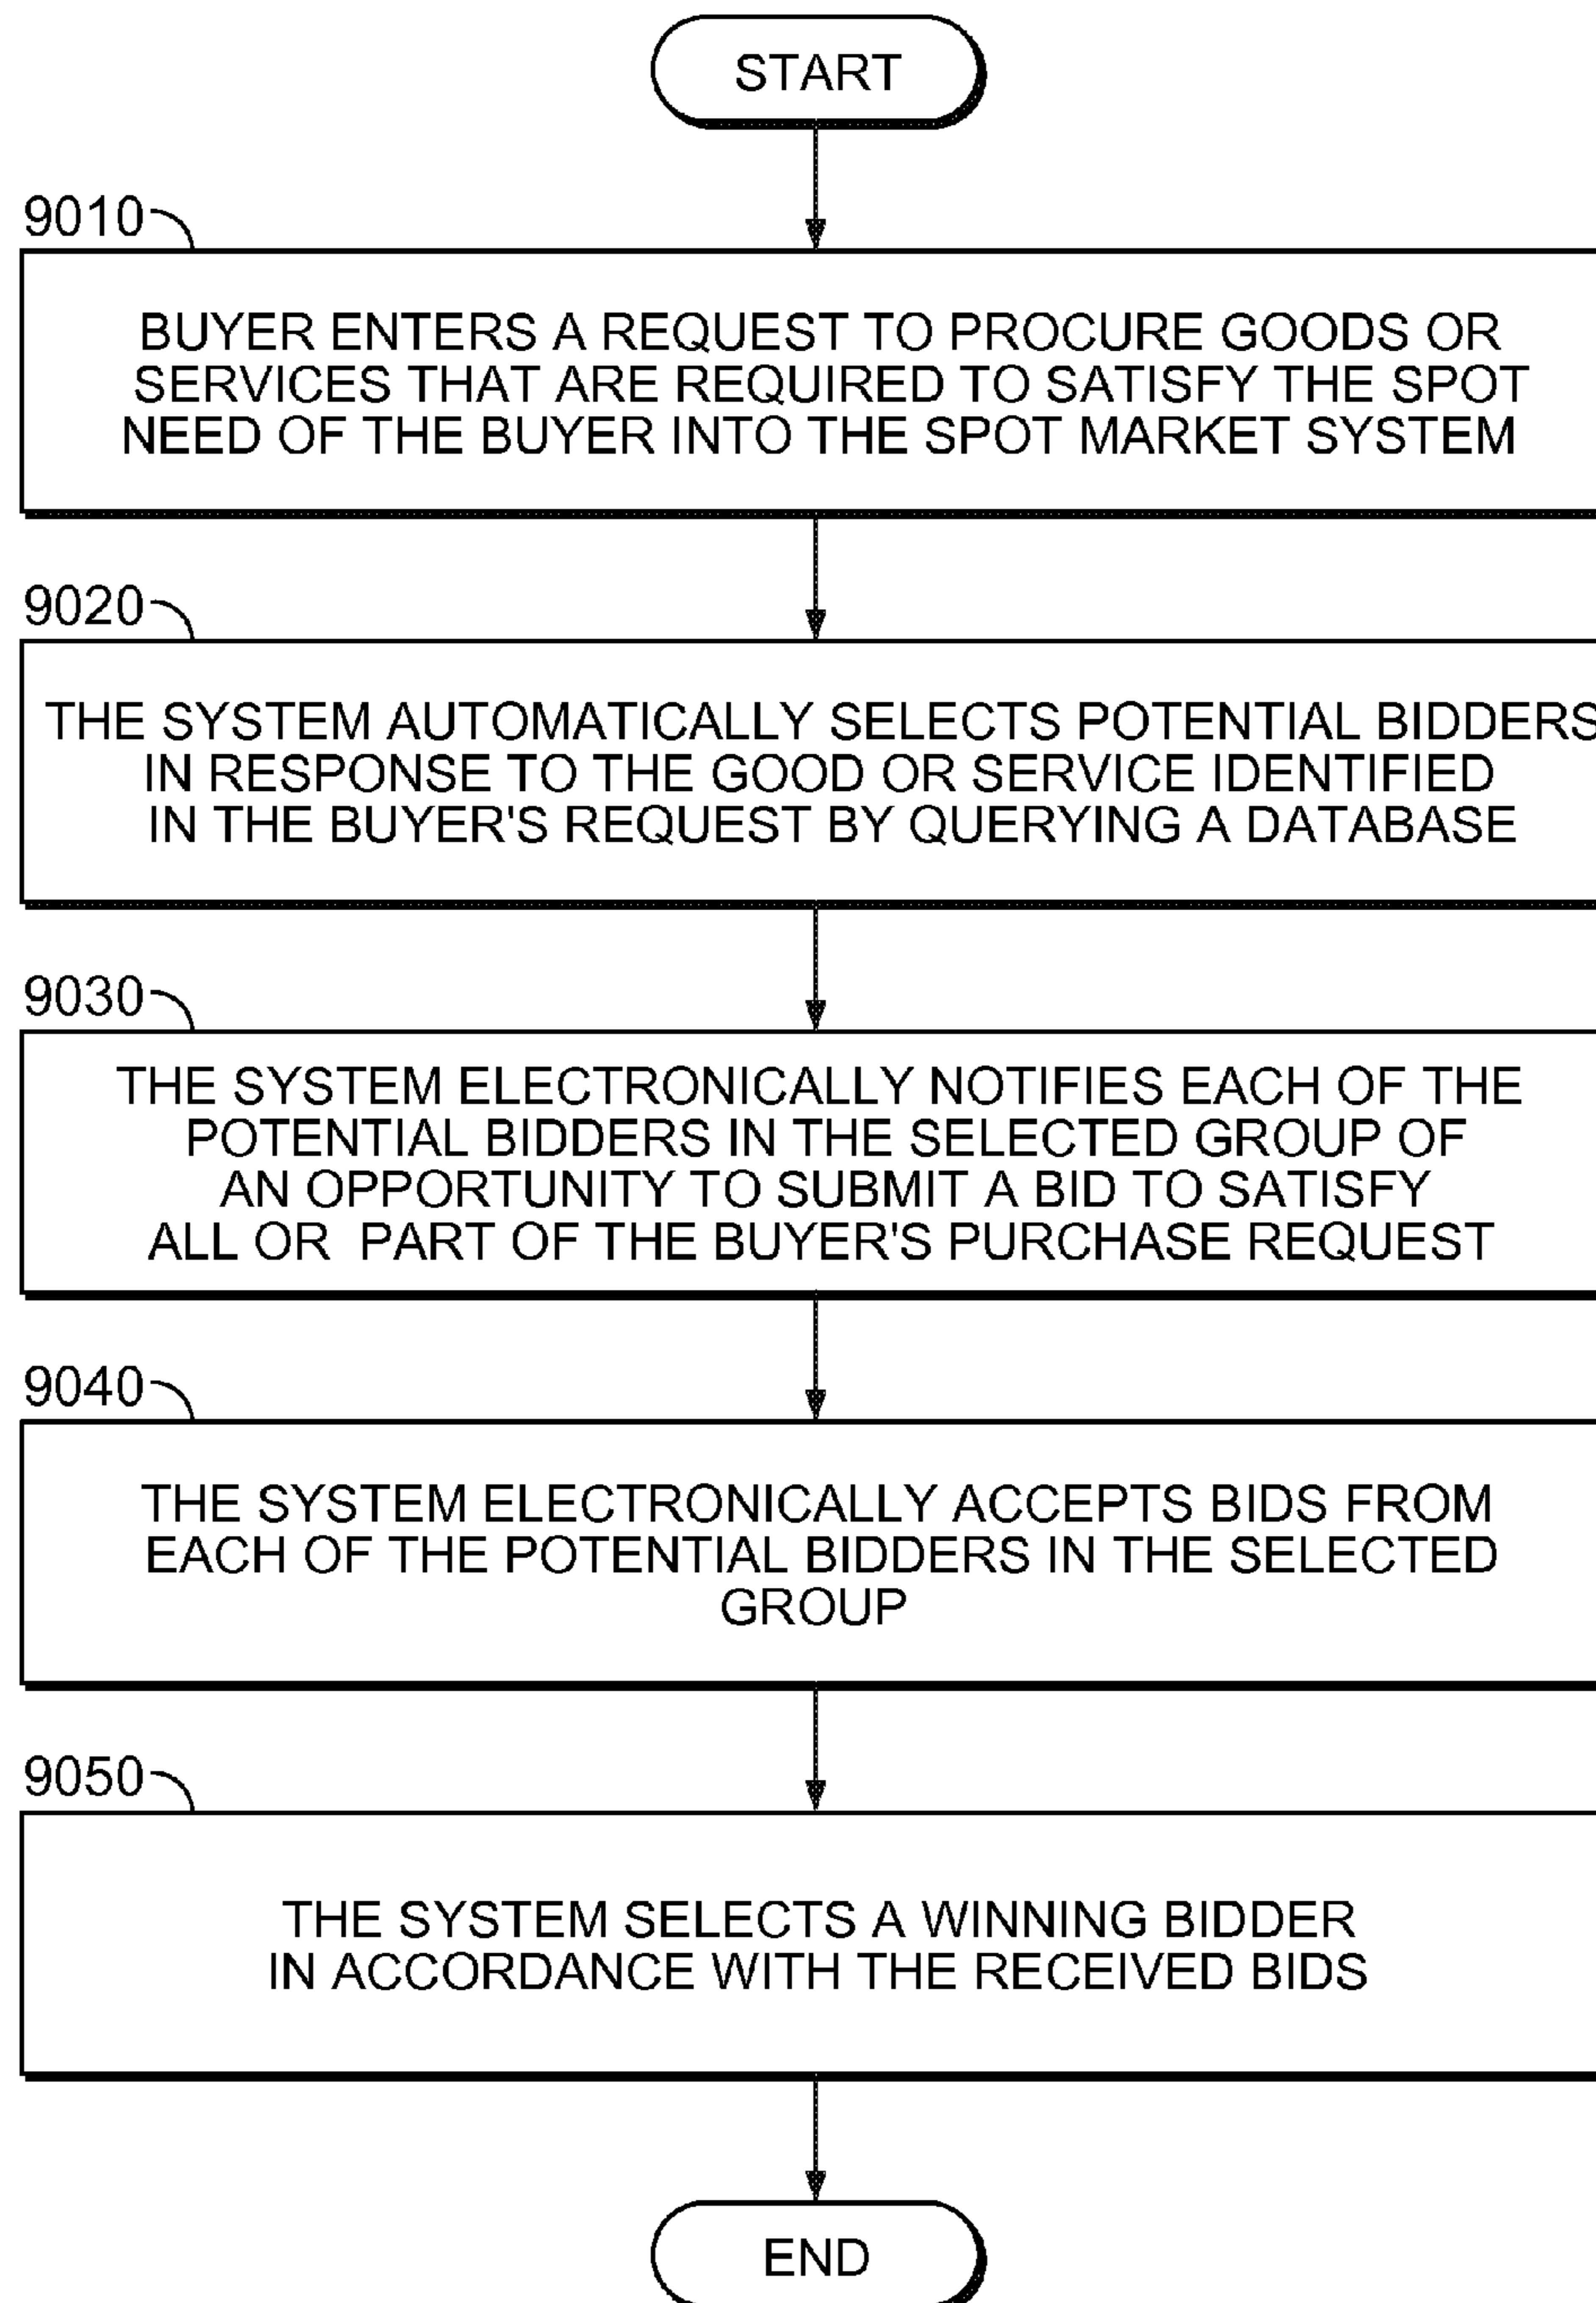 START
9010
BUYER ENTERS A REQUEST TO PROCURE GOODS OR
SERVICES THAT ARE REQUIRED TO SATISFY THE SPOT
NEED OF THE BUYER INTO THE SPOT MARKET SYSTEM
9020
THE SYSTEM AUTOMATICALLY SELECTS POTENTIAL BIDDERS
IN RESPONSE TO THE GOOD OR SERVICE IDENTIFIED
IN THE BUYER'S REQUEST BY QUERYING A DATABASE
9030
THE SYSTEM ELECTRONICALLY NOTIFIES EACH OF THE
POTENTIAL BIDDERS IN THE SELECTED GROUP OF
AN OPPORTUNITY TO SUBMIT A BID TO SATISFY
ALL OR PART OF THE BUYER'S PURCHASE REQUEST
9040
THE SYSTEM ELECTRONICALLY ACCEPTS BIDS FROM
EACH OF THE POTENTIAL BIDDERS IN THE SELECTED
GROUP
9050
THE SYSTEM SELECTS A WINNING BIDDER
IN ACCORDANCE WITH THE RECEIVED BIDS
END